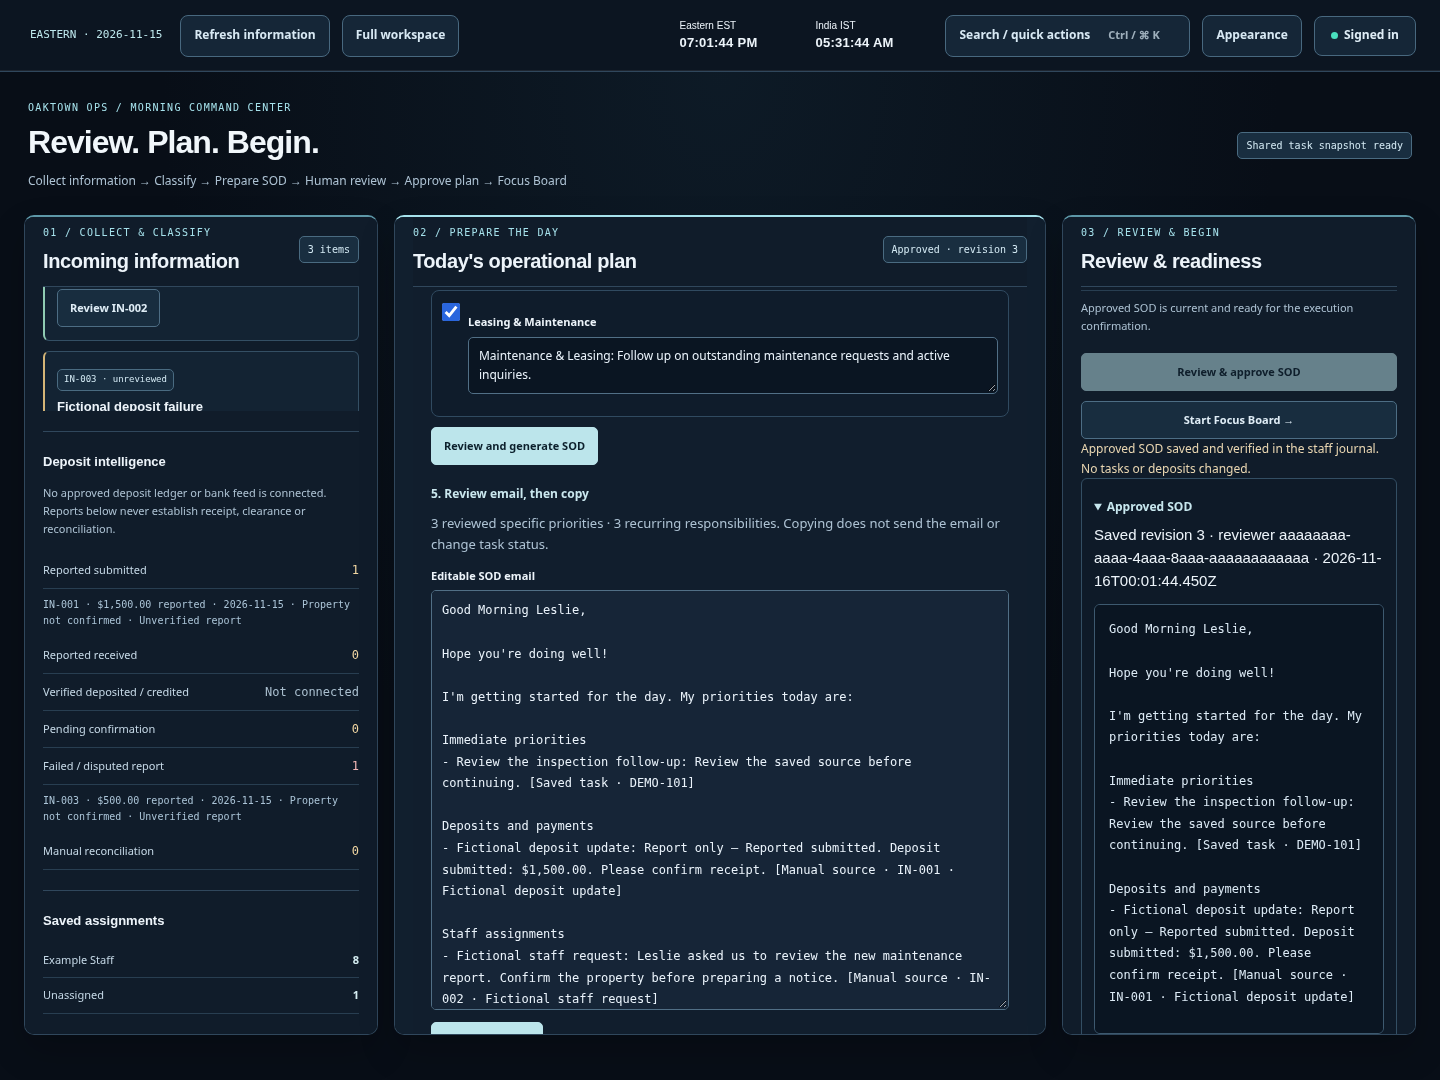 EASTERN · 2026-11-15
Refresh information
Full workspace
Eastern EST
07:01:44 PM
India IST
05:31:44 AM
Search / quick actions Ctrl / ⌘ K
Appearance
Signed in
OAKTOWN OPS / MORNING COMMAND CENTER
Review. Plan. Begin.
Collect information → Classify → Prepare SOD → Human review → Approve plan → Focus Board
Shared task snapshot ready
01 / COLLECT & CLASSIFY
Incoming information
3 items
Review IN-002
IN-003 · unreviewed
Fictional deposit failure
Deposit intelligence
No approved deposit ledger or bank feed is connected.
Reports below never establish receipt, clearance or
reconciliation.
Reported submitted 1
IN-001 · $1,500.00 reported · 2026-11-15 · Property
not confirmed · Unverified report
Reported received 0
Verified deposited / credited Not connected
Pending confirmation 0
Failed / disputed report 1
IN-003 · $500.00 reported · 2026-11-15 · Property
not confirmed · Unverified report
Manual reconciliation 0
Saved assignments
Example Staff 8
Unassigned 1
02 / PREPARE THE DAY
Today's operational plan
Approved · revision 3
Leasing & Maintenance
Maintenance & Leasing: Follow up on outstanding maintenance requests and active
inquiries.
Review and generate SOD
5. Review email, then copy
3 reviewed specific priorities · 3 recurring responsibilities. Copying does not send the email or
change task status.
Editable SOD email
Good Morning Leslie,
Hope you're doing well!
I'm getting started for the day. My priorities today are:
Immediate priorities
- Review the inspection follow-up: Review the saved source before
continuing. [Saved task · DEMO-101]
Deposits and payments
- Fictional deposit update: Report only — Reported submitted. Deposit
submitted: $1,500.00. Please confirm receipt. [Manual source · IN-001 ·
Fictional deposit update]
Staff assignments
- Fictional staff request: Leslie asked us to review the new maintenance
report. Confirm the property before preparing a notice. [Manual source · IN-
002 · Fictional staff request]
03 / REVIEW & BEGIN
Review & readiness
Approved SOD is current and ready for the execution
confirmation.
Review & approve SOD
Start Focus Board →
Approved SOD saved and verified in the staff journal.
No tasks or deposits changed.
▼ Approved SOD
Saved revision 3 · reviewer aaaaaaaa-
aaaa-4aaa-8aaa-aaaaaaaaaaaa · 2026-11-
16T00:01:44.450Z
Good Morning Leslie,
Hope you're doing well!
I'm getting started for the day. My
priorities today are:
Immediate priorities
- Review the inspection follow-up:
Review the saved source before
continuing. [Saved task · DEMO-101]
Deposits and payments
- Fictional deposit update: Report
only — Reported submitted. Deposit
submitted: $1,500.00. Please
confirm receipt. [Manual source ·
IN-001 · Fictional deposit update]